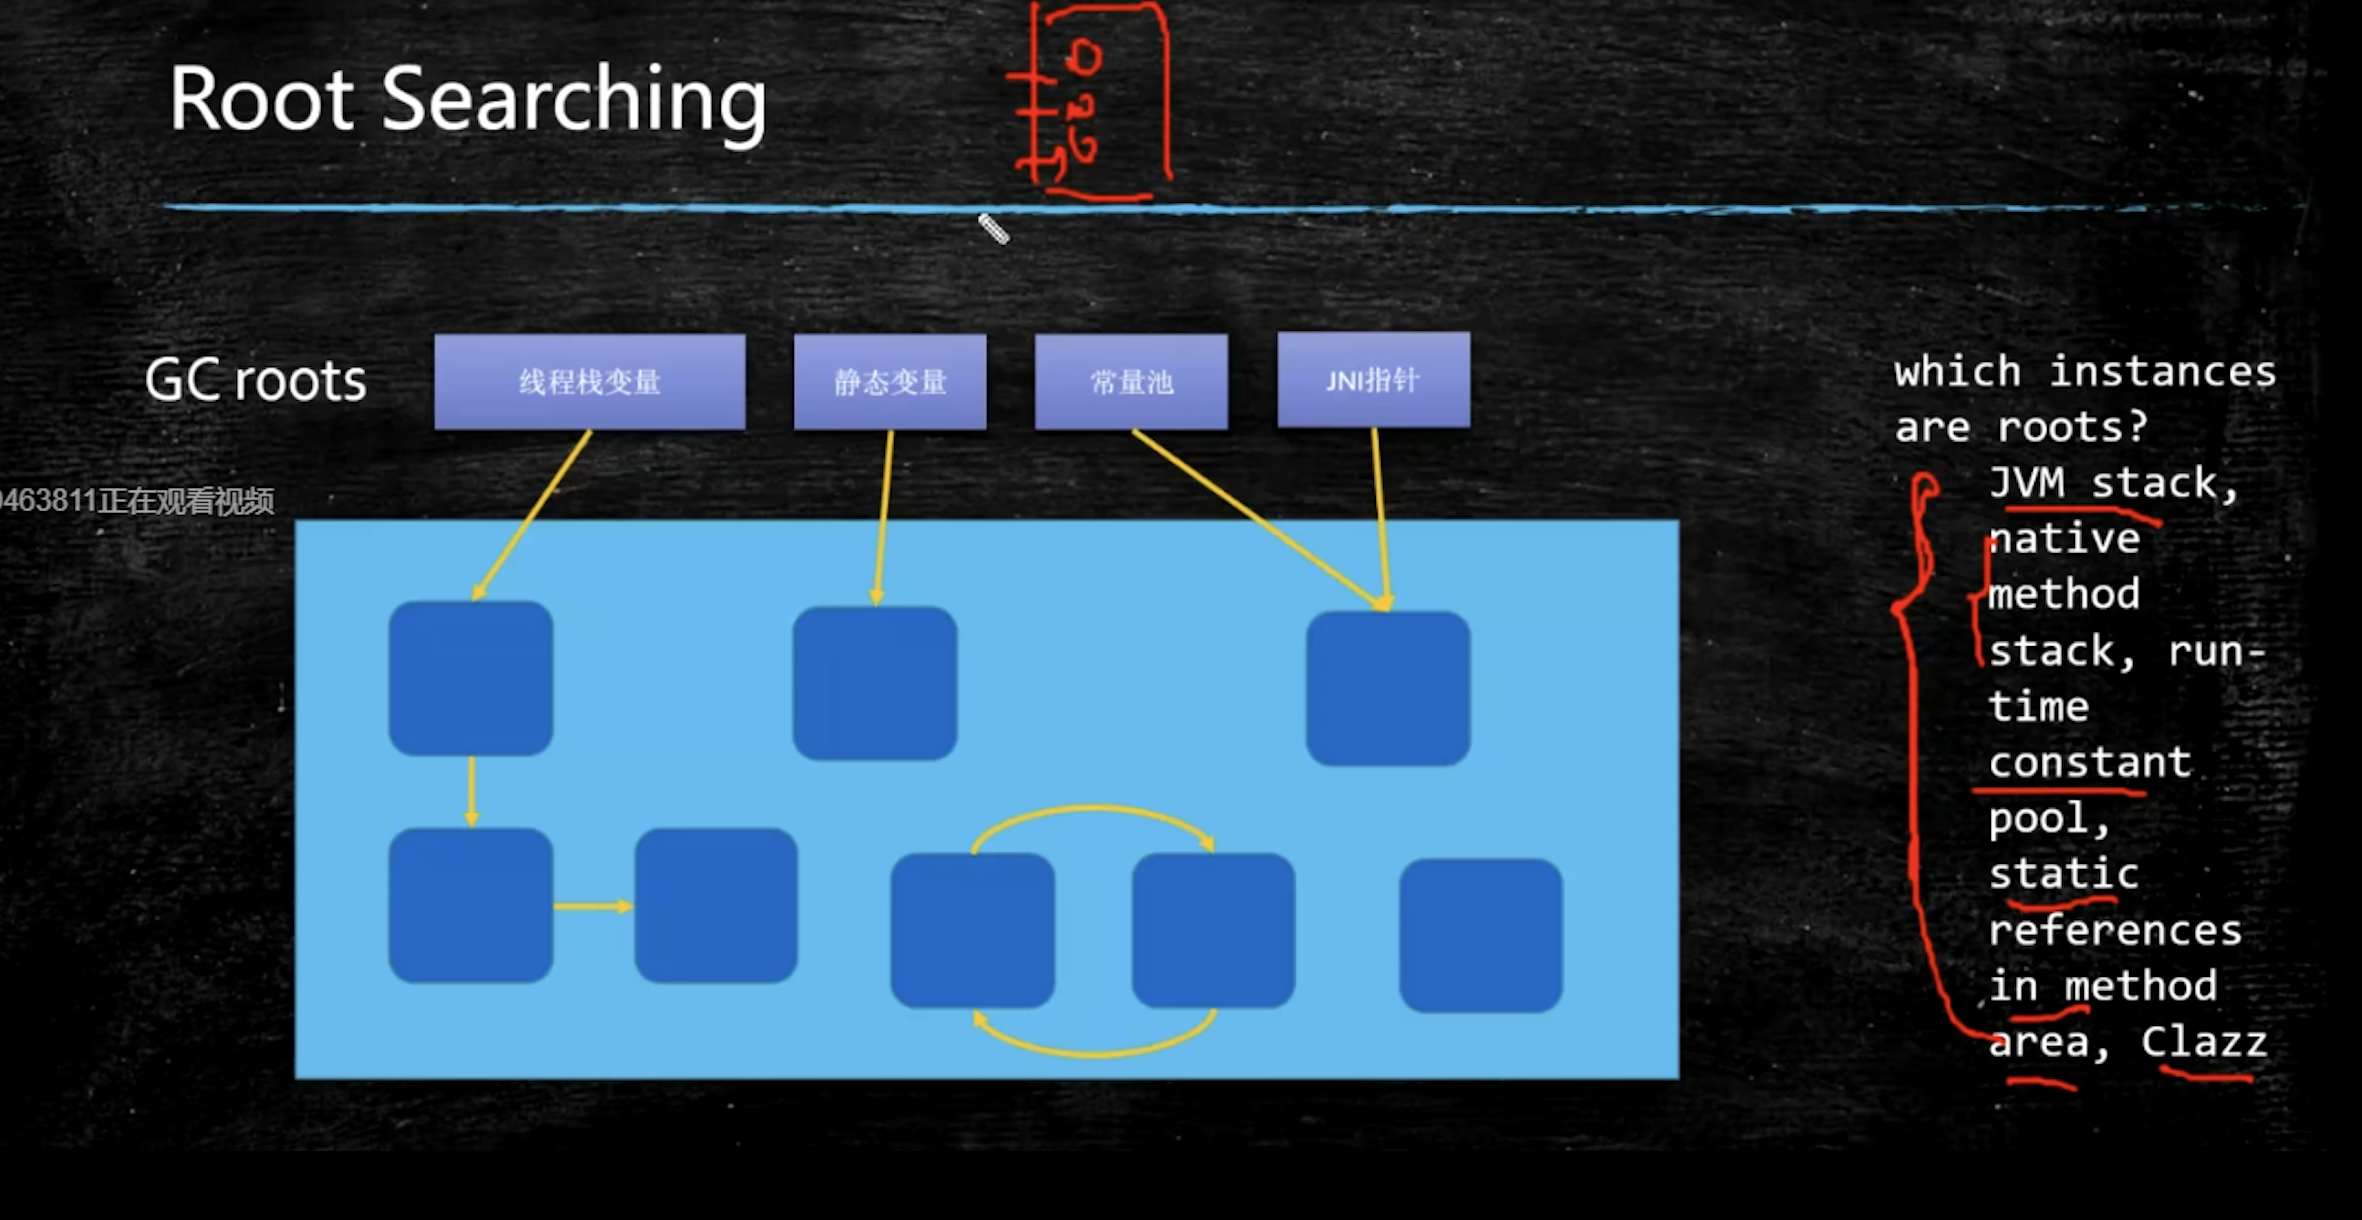 Root Searching
GC roots
线程栈变量
静态变量
常量池
JNI指针
0463811正在观看视频
which instances
are roots?
JVM stack,
native
method
stack, run-
time
constant
pool,
static
references
in method
area, Clazz